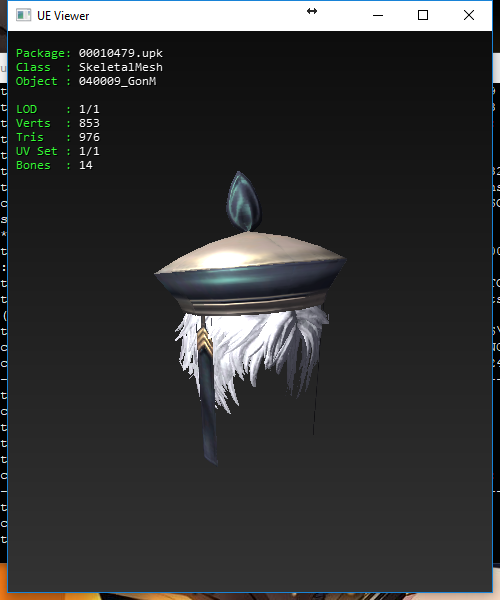 UE Viewer
Package: 00010479.upk
Class : SkeletalMesh
Object : 040009_GonM
LOD : 1/1
Verts : 853
Tris : 976
UV Set : 1/1
Bones : 14